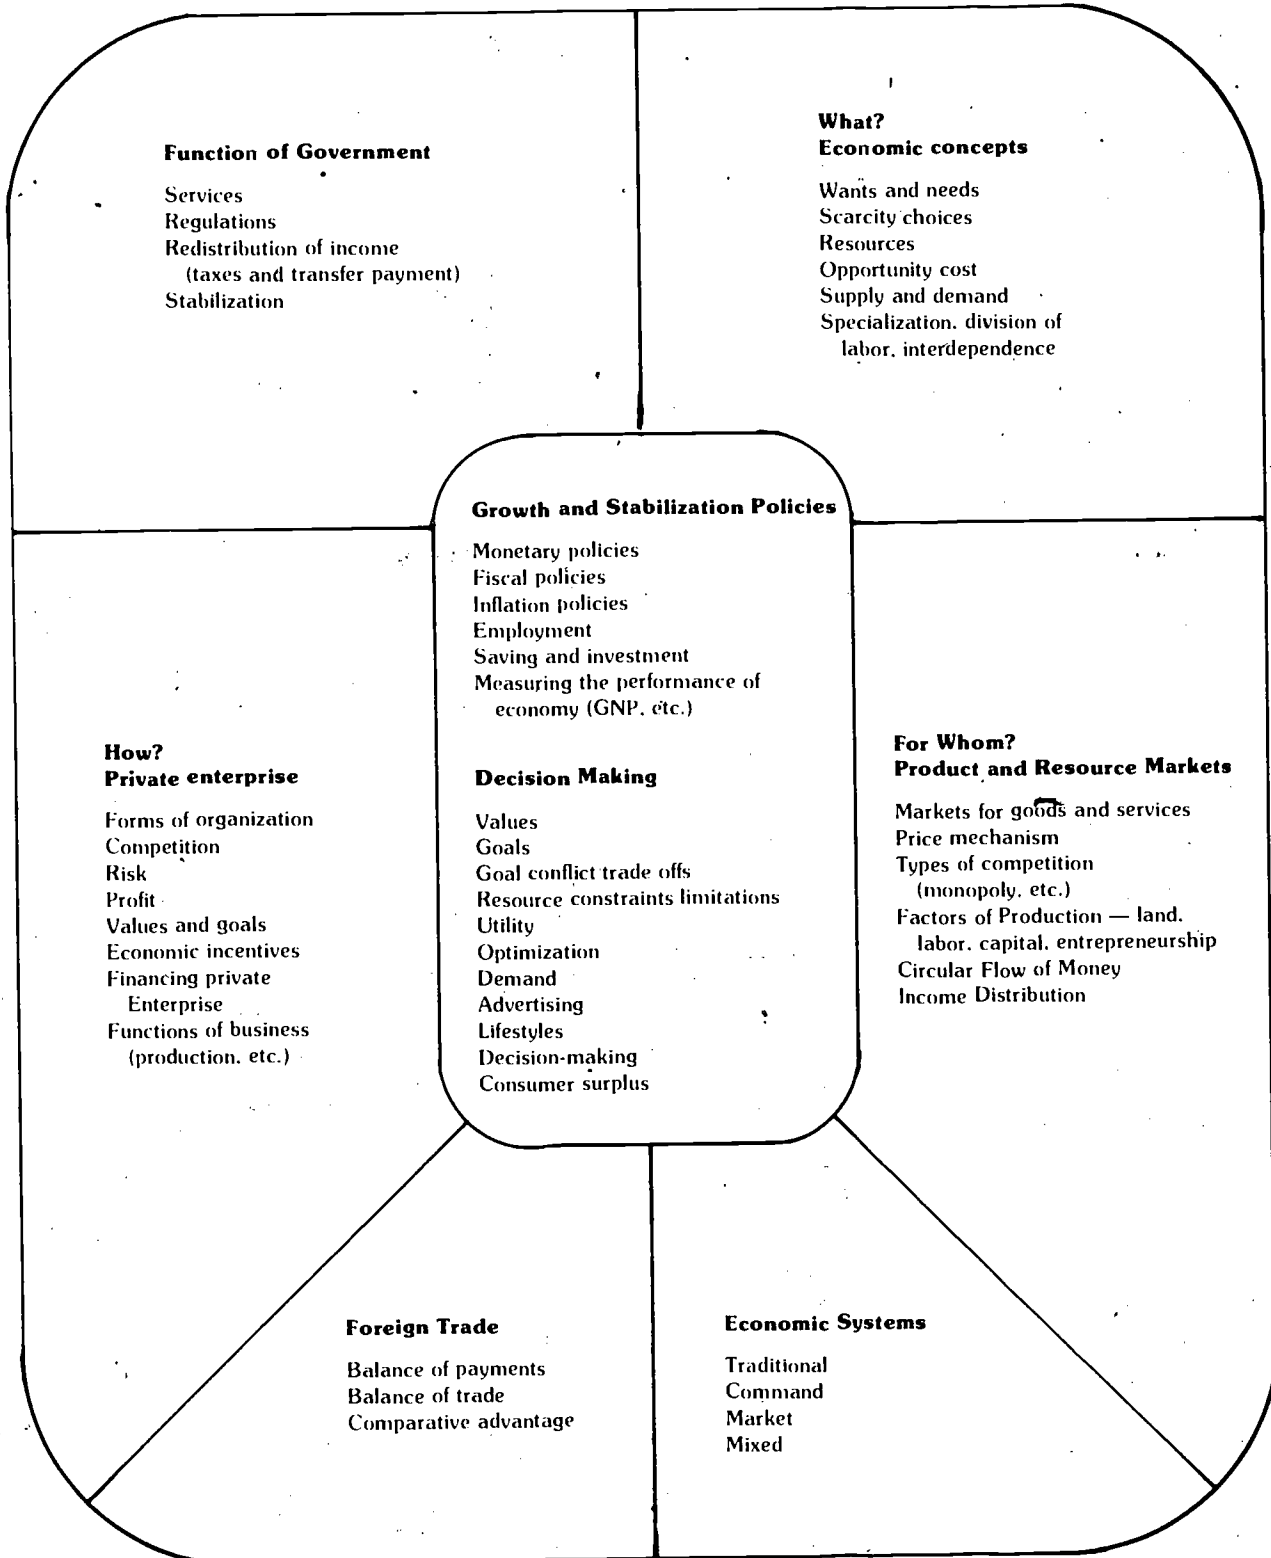 Function of Government
Services
Regulations
Redistribution of income
(taxes and transfer payment)
Stabilization
What?
Economic concepts
Wants and needs
Scarcity choices
Resources
Opportunity cost
Supply and demand
Specialization, division of
labor, interdependence
Growth and Stabilization Policies
Monetary policies
Fiscal policies
Inflation policies
Employment
Saving and investment
Measuring the performance of
economy (GNP, etc.)
Decision Making
Values
Goals
Goal conflict trade offs
Resource constraints limitations
Utility
Optimization
Demand
Advertising
Lifestyles
Decision-making
Consumer surplus
How?
Private enterprise
Forms of organization
Competition
Risk
Profit
Values and goals
Economic incentives
Financing private
Enterprise
Functions of business
(production, etc.)
For Whom?
Product and Resource Markets
Markets for goods and services
Price mechanism
Types of competition
(monopoly, etc.)
Factors of Production — land,
labor, capital, entrepreneurship
Circular Flow of Money
Income Distribution
Foreign Trade
Balance of payments
Balance of trade
Comparative advantage
Economic Systems
Traditional
Command
Market
Mixed